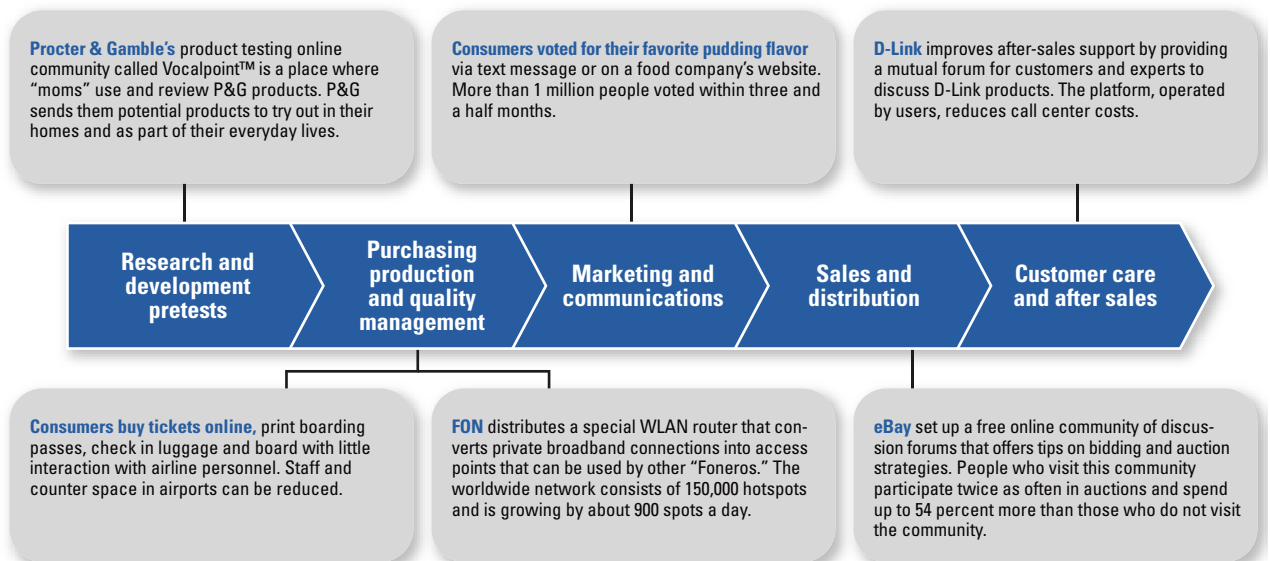 Procter & Gamble’s product testing online
community called Vocalpoint™ is a place where
“moms” use and review P&G products. P&G
sends them potential products to try out in their
homes and as part of their everyday lives.
Consumers voted for their favorite pudding flavor
via text message or on a food company’s website.
More than 1 million people voted within three and
a half months.
D-Link improves after-sales support by providing
a mutual forum for customers and experts to
discuss D-Link products. The platform, operated
by users, reduces call center costs.
Research and
development
pretests
Purchasing
production
and quality
management
Marketing and
communications
Sales and
distribution
Customer care
and after sales
Consumers buy tickets online, print boarding
passes, check in luggage and board with little
interaction with airline personnel. Staff and
counter space in airports can be reduced.
FON distributes a special WLAN router that con-
verts private broadband connections into access
points that can be used by other “Foneros.” The
worldwide network consists of 150,000 hotspots
and is growing by about 900 spots a day.
eBay set up a free online community of discus-
sion forums that offers tips on bidding and auction
strategies. People who visit this community
participate twice as often in auctions and spend
up to 54 percent more than those who do not visit
the community.